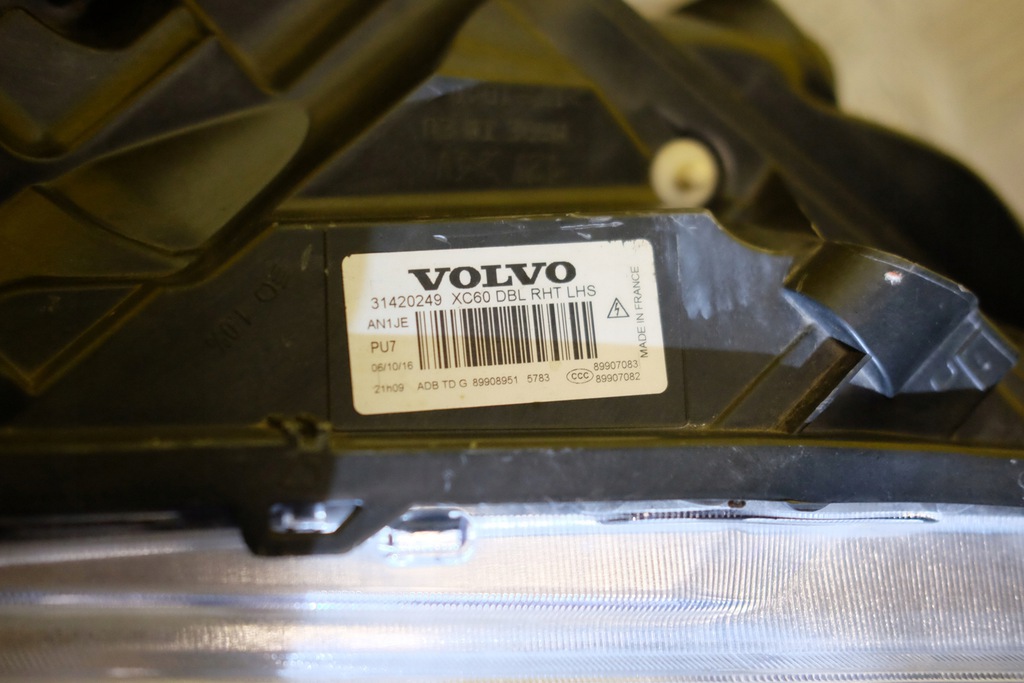 VOLVO
31420249 XC60 DBL RHT LHS
AN1JE
PU7
06/10/16
21h09 ADB TD G 89908951 5783
CCC
89907083
89907082
MADE IN FRANCE